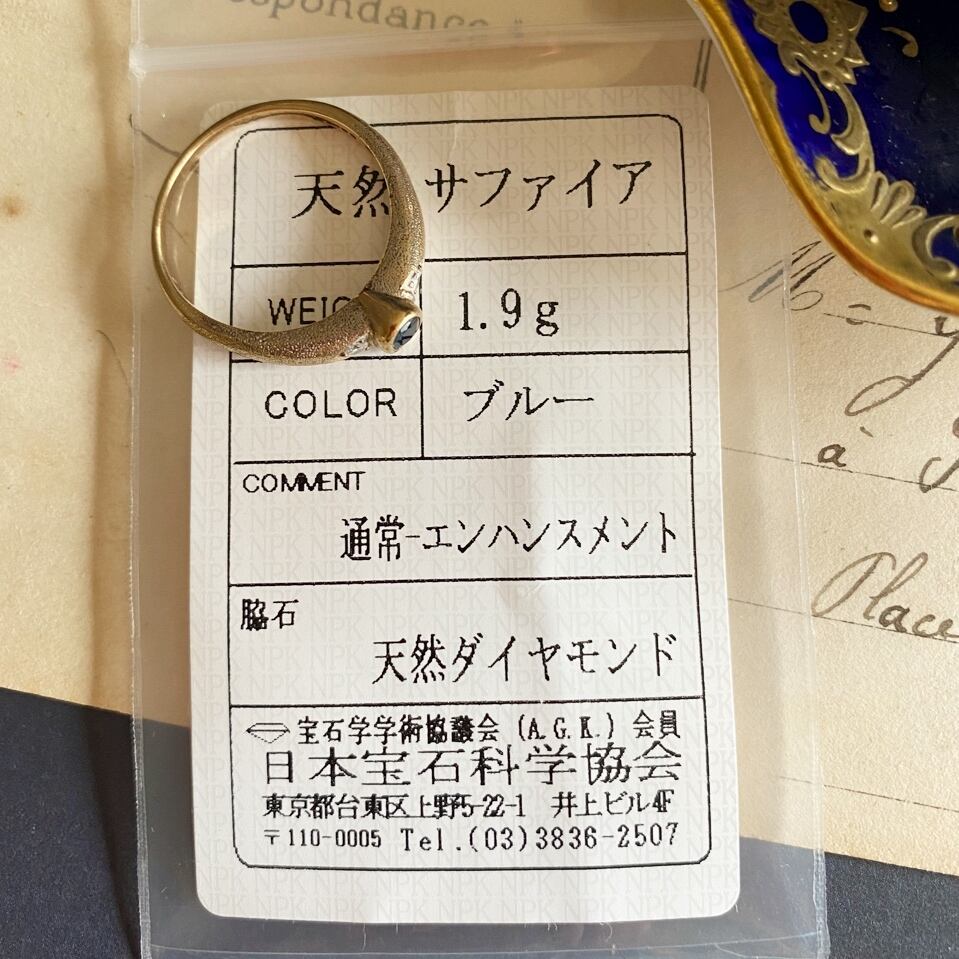 spondance
天然 サファイア
WEIG 1.9g
COLOR ブルー
COMMENT
通常-エンハンスメント
脇石
天然ダイヤモンド
宝石学学術協議会 (A.G.K.) 会員
日本宝石科学協会
東京都台東区上野5-22-1 井上ビル4F
〒110-0005 Tel.(03)3836-2507
M=
à
Place
NPK